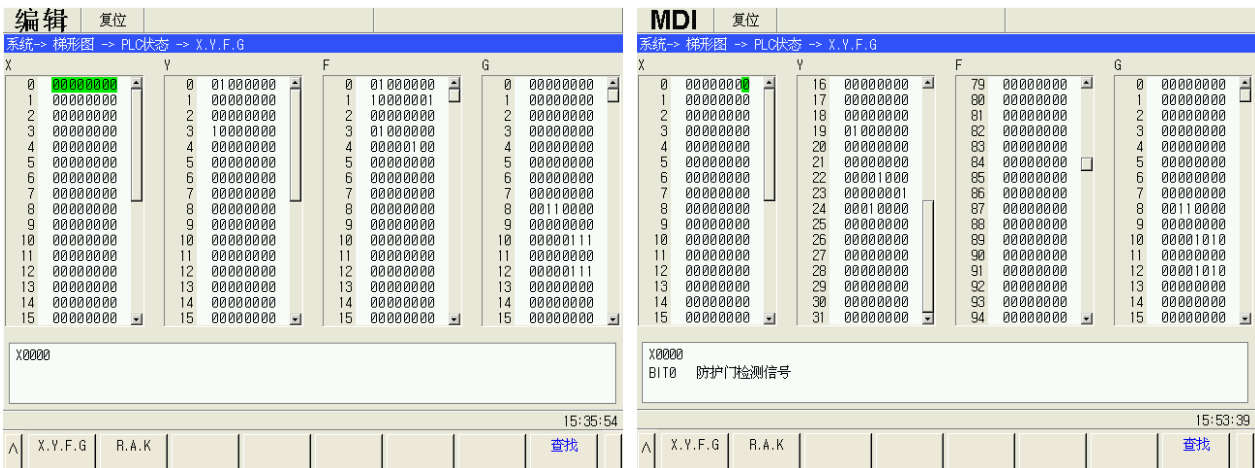 编辑 复位
系统-> 梯形图 -> PLC状态 -> X.Y.F.G
X Y F G
0 00000000 0 01000000 0 01000000 0 00000000
1 00000000 1 00000000 1 10000001 1 00000000
2 00000000 2 00000000 2 00000000 2 00000000
3 00000000 3 10000000 3 01000000 3 00000000
4 00000000 4 00000000 4 00000100 4 00000000
5 00000000 5 00000000 5 00000000 5 00000000
6 00000000 6 00000000 6 00000000 6 00000000
7 00000000 7 00000000 7 00000000 7 00000000
8 00000000 8 00000000 8 00000000 8 00110000
9 00000000 9 00000000 9 00000000 9 00000000
10 00000000 10 00000000 10 00000000 10 00000111
11 00000000 11 00000000 11 00000000 11 00000000
12 00000000 12 00000000 12 00000000 12 00000111
13 00000000 13 00000000 13 00000000 13 00000000
14 00000000 14 00000000 14 00000000 14 00000000
15 00000000 15 00000000 15 00000000 15 00000000
X0000
15:35:54
∧ X.Y.F.G R.A.K 查找
MDI 复位
系统-> 梯形图 -> PLC状态 -> X.Y.F.G
X Y F G
0 00000000 16 00000000 79 00000000 0 00000000
1 00000000 17 00000000 80 00000000 1 00000000
2 00000000 18 00000000 81 00000000 2 00000000
3 00000000 19 01000000 82 00000000 3 00000000
4 00000000 20 00000000 83 00000000 4 00000000
5 00000000 21 00000000 84 00000000 5 00000000
6 00000000 22 00001000 85 00000000 6 00000000
7 00000000 23 00000001 86 00000000 7 00000000
8 00000000 24 00010000 87 00000000 8 00110000
9 00000000 25 00000000 88 00000000 9 00000000
10 00000000 26 00000000 89 00000000 10 00001010
11 00000000 27 00000000 90 00000000 11 00000000
12 00000000 28 00000000 91 00000000 12 00001010
13 00000000 29 00000000 92 00000000 13 00000000
14 00000000 30 00000000 93 00000000 14 00000000
15 00000000 31 00000000 94 00000000 15 00000000
X0000
BIT0 防护门检测信号
15:53:39
∧ X.Y.F.G R.A.K 查找